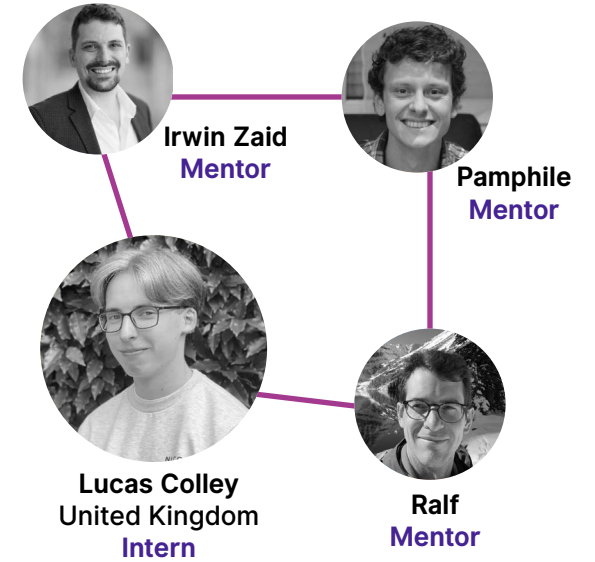 Irwin Zaid
Mentor
Pamphile
Mentor
Lucas Colley
United Kingdom
Intern
Ralf
Mentor